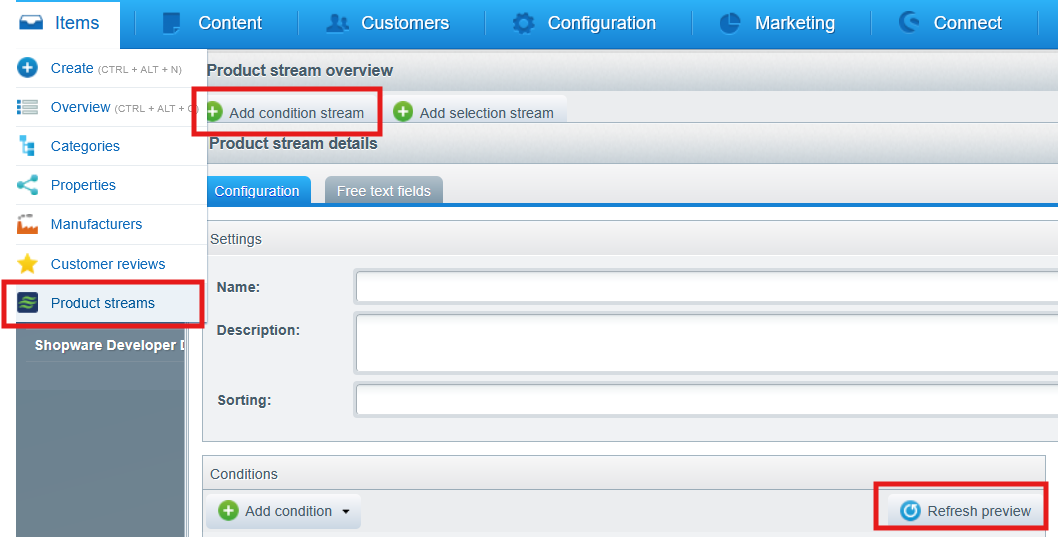 Items Content Customers Configuration Marketing Connect
Create (CTRL + ALT + N)
Overview (CTRL + ALT + O)
Categories
Properties
Manufacturers
Customer reviews
Product streams
Shopware Developer
Product stream overview
Add condition stream Add selection stream
Product stream details
Configuration Free text fields
Settings
Name:
Description:
Sorting:
Conditions
Add condition Refresh preview